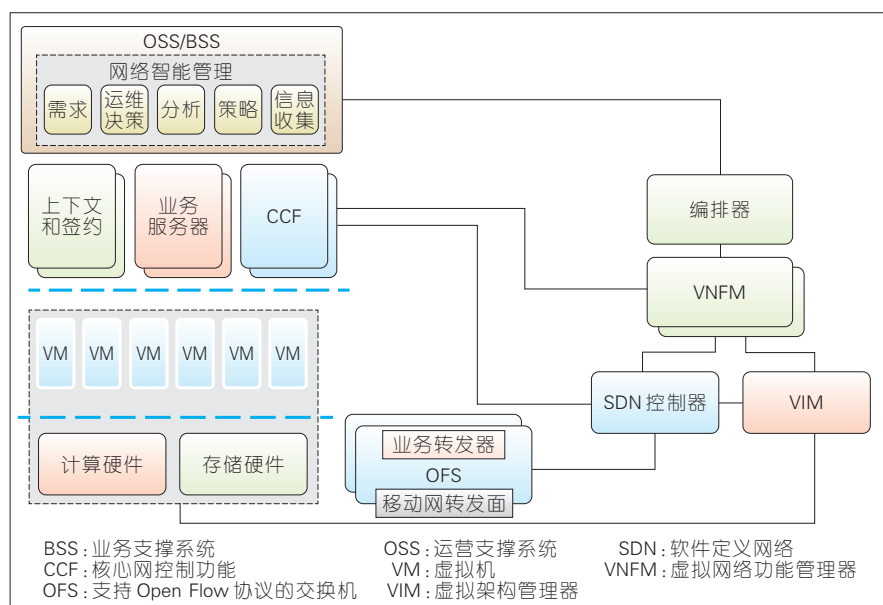 OSS/BSS
网络智能管理
需求
运维
决策
分析
策略
信息
收集
上下文
和签约
业务
服务器
CCF
编排器
VNFM
VM VM VM VM VM VM
SDN 控制器
VIM
计算硬件
存储硬件
业务转发器
OFS
移动网转发面
BSS:业务支撑系统 OSS:运营支撑系统 SDN:软件定义网络
CCF:核心网控制功能 VM:虚拟机 VNFM:虚拟网络功能管理器
OFS:支持 Open Flow 协议的交换机 VIM:虚拟架构管理器